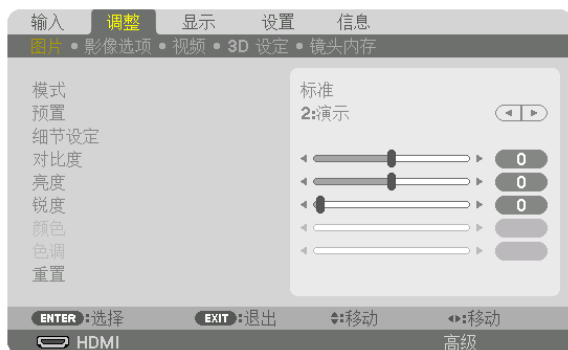 输入 调整 显示 设置 信息
图片 • 影像选项 • 视频 • 3D 设定 • 镜头内存
模式 标准
预置 2:演示
细节设定
对比度 0
亮度 0
锐度 0
颜色
色调
重置
ENTER:选择 EXIT:退出 :移动 :移动
HDMI 高级